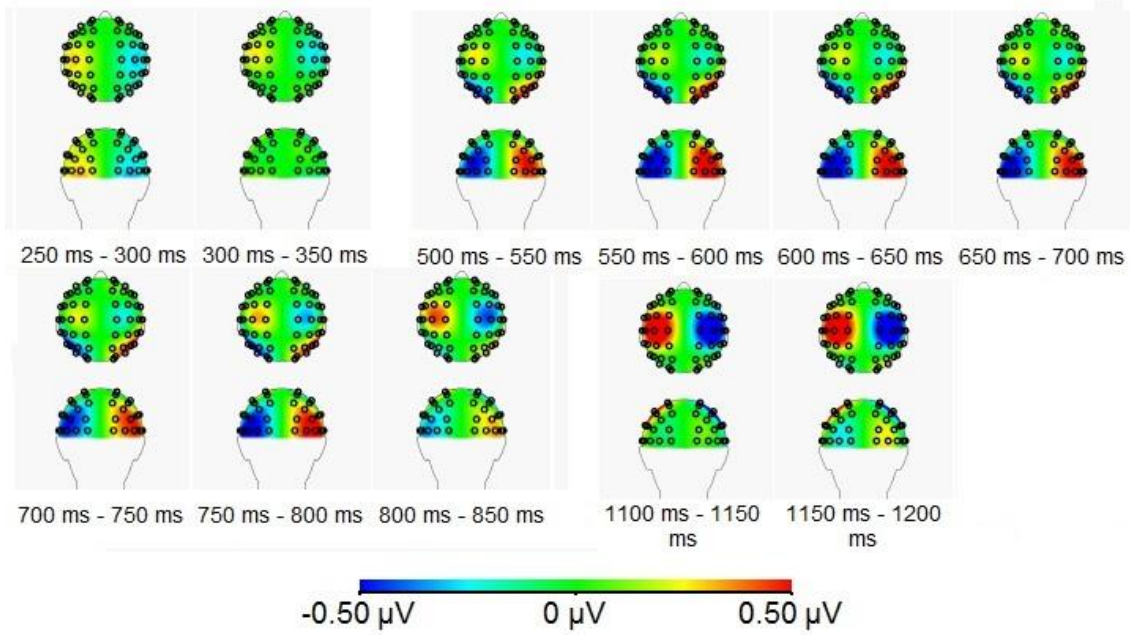 250 ms - 300 ms
300 ms - 350 ms
500 ms - 550 ms
550 ms - 600 ms
600 ms - 650 ms
650 ms - 700 ms
700 ms - 750 ms
750 ms - 800 ms
800 ms - 850 ms
1100 ms - 1150
ms
1150 ms - 1200
ms
-0.50 µV
0 µV
0.50 µV